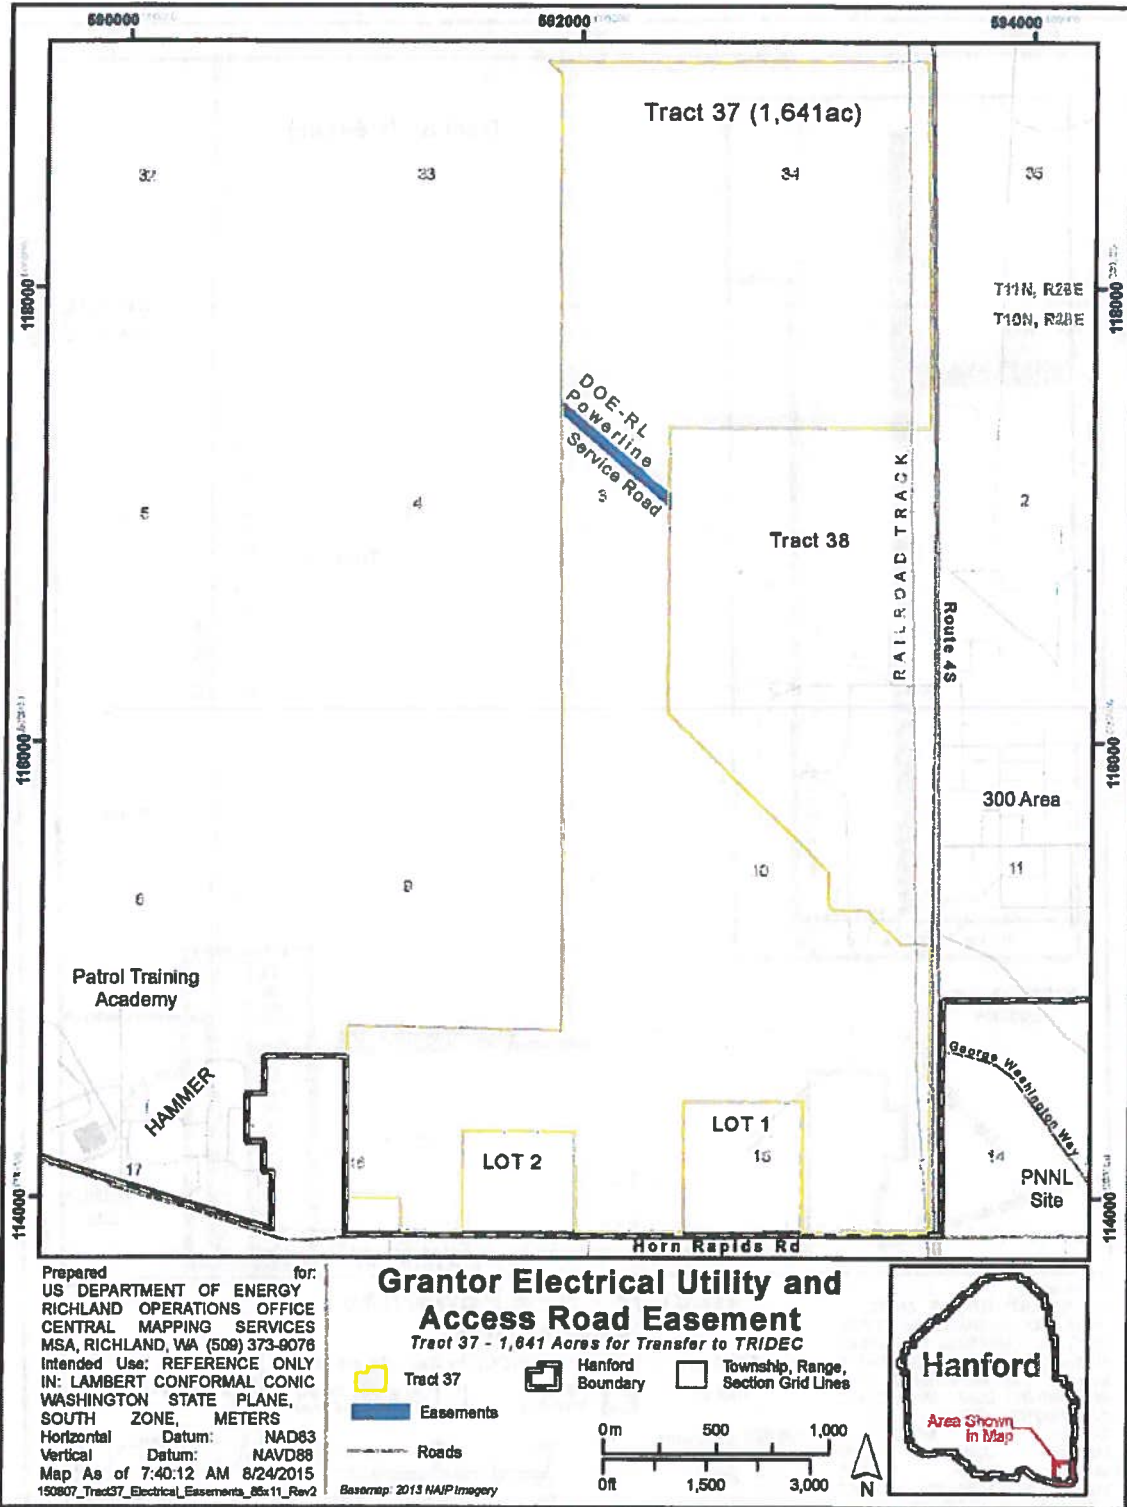 590000 592000 594000
Tract 37 (1,641ac)
32 33 34 35
118000
118000
T11N, R28E
T10N, R28E
DOE-RL
Powerline
Service Road
5 4 3 2
Tract 38
RAILROAD TRACK
Route 4S
116000
116000
300 Area
8 9 10 11
Patrol Training
Academy
HAMMER
George Washington Way
LOT 1
LOT 2
17 16 15 14
PNNL
Site
114000
114000
Horn Rapids Rd
Prepared for:
US DEPARTMENT OF ENERGY
RICHLAND OPERATIONS OFFICE
CENTRAL MAPPING SERVICES
MSA, RICHLAND, WA (509) 373-9076
Intended Use: REFERENCE ONLY
IN: LAMBERT CONFORMAL CONIC
WASHINGTON STATE PLANE,
SOUTH ZONE, METERS
Horizontal Datum: NAD83
Vertical Datum: NAVD88
Map As of 7:40:12 AM 8/24/2015
150807_Tract37_Electrical_Easements_85x11_Rev2
Grantor Electrical Utility and
Access Road Easement
Tract 37 - 1,641 Acres for Transfer to TRIDEC
Tract 37
Hanford
Boundary
Township, Range,
Section Grid Lines
Easements
Roads
0 m 500 1,000
0ft 1,500 3,000
N
Basemap: 2013 NAIP Imagery
Hanford
Area Shown
In Map